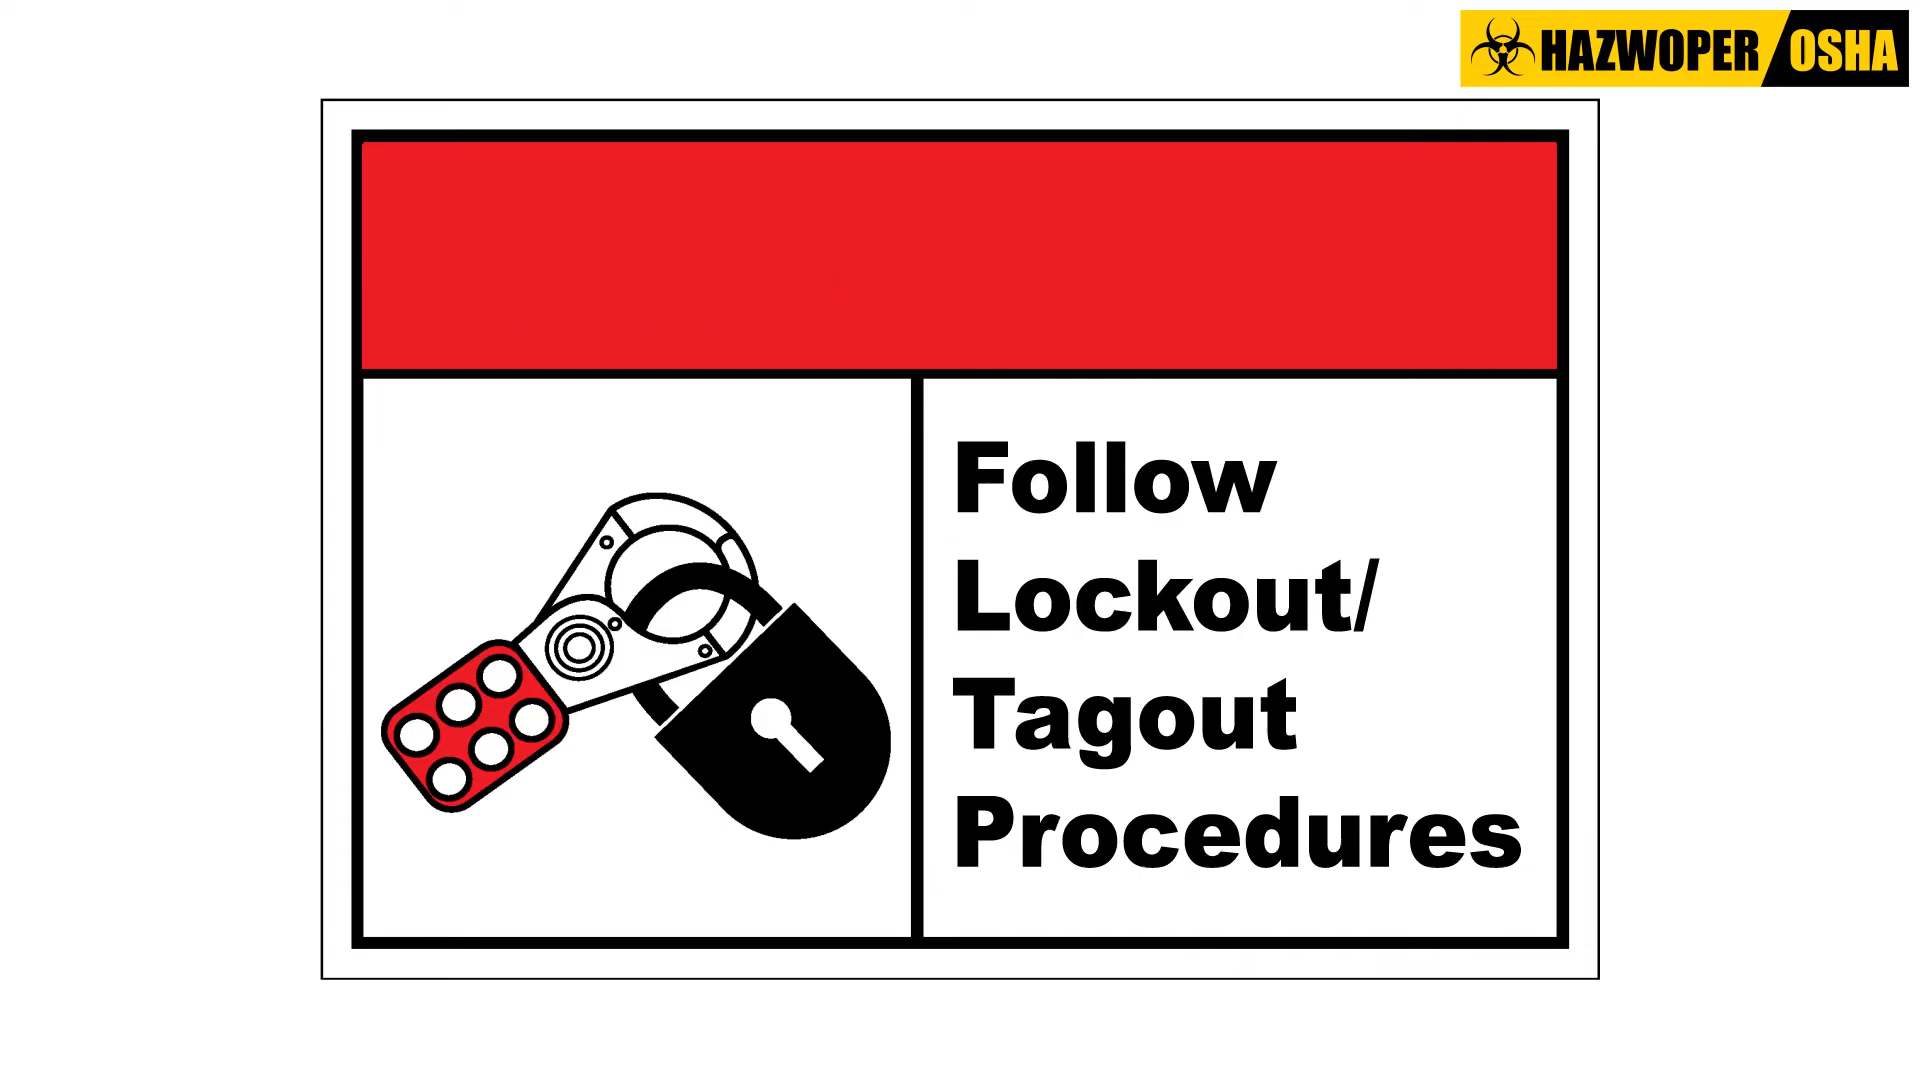 HAZWOPER OSHA
Follow
Lockout/
Tagout
Procedures